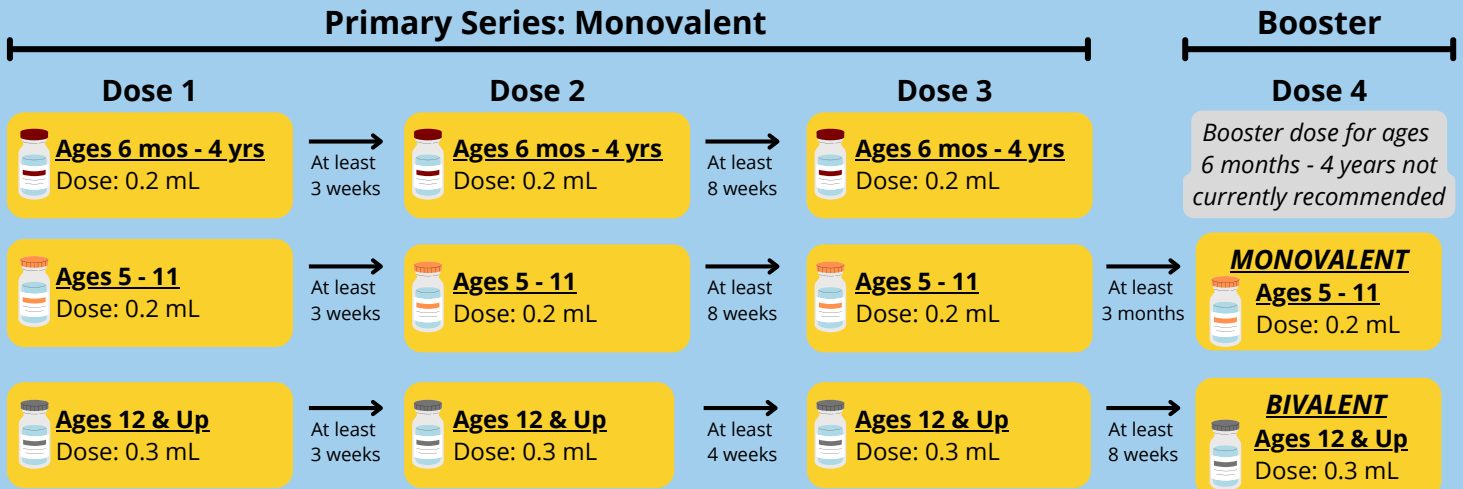 Primary Series: Monovalent
Booster
Dose 1
Dose 2
Dose 3
Dose 4
Ages 6 mos - 4 yrs
Dose: 0.2 mL
At least
3 weeks
Ages 6 mos - 4 yrs
Dose: 0.2 mL
At least
8 weeks
Ages 6 mos - 4 yrs
Dose: 0.2 mL
Booster dose for ages
6 months - 4 years not
currently recommended
Ages 5 - 11
Dose: 0.2 mL
At least
3 weeks
Ages 5 - 11
Dose: 0.2 mL
At least
8 weeks
Ages 5 - 11
Dose: 0.2 mL
At least
3 months
MONOVALENT
Ages 5 - 11
Dose: 0.2 mL
Ages 12 & Up
Dose: 0.3 mL
At least
3 weeks
Ages 12 & Up
Dose: 0.3 mL
At least
4 weeks
Ages 12 & Up
Dose: 0.3 mL
At least
8 weeks
BIVALENT
Ages 12 & Up
Dose: 0.3 mL